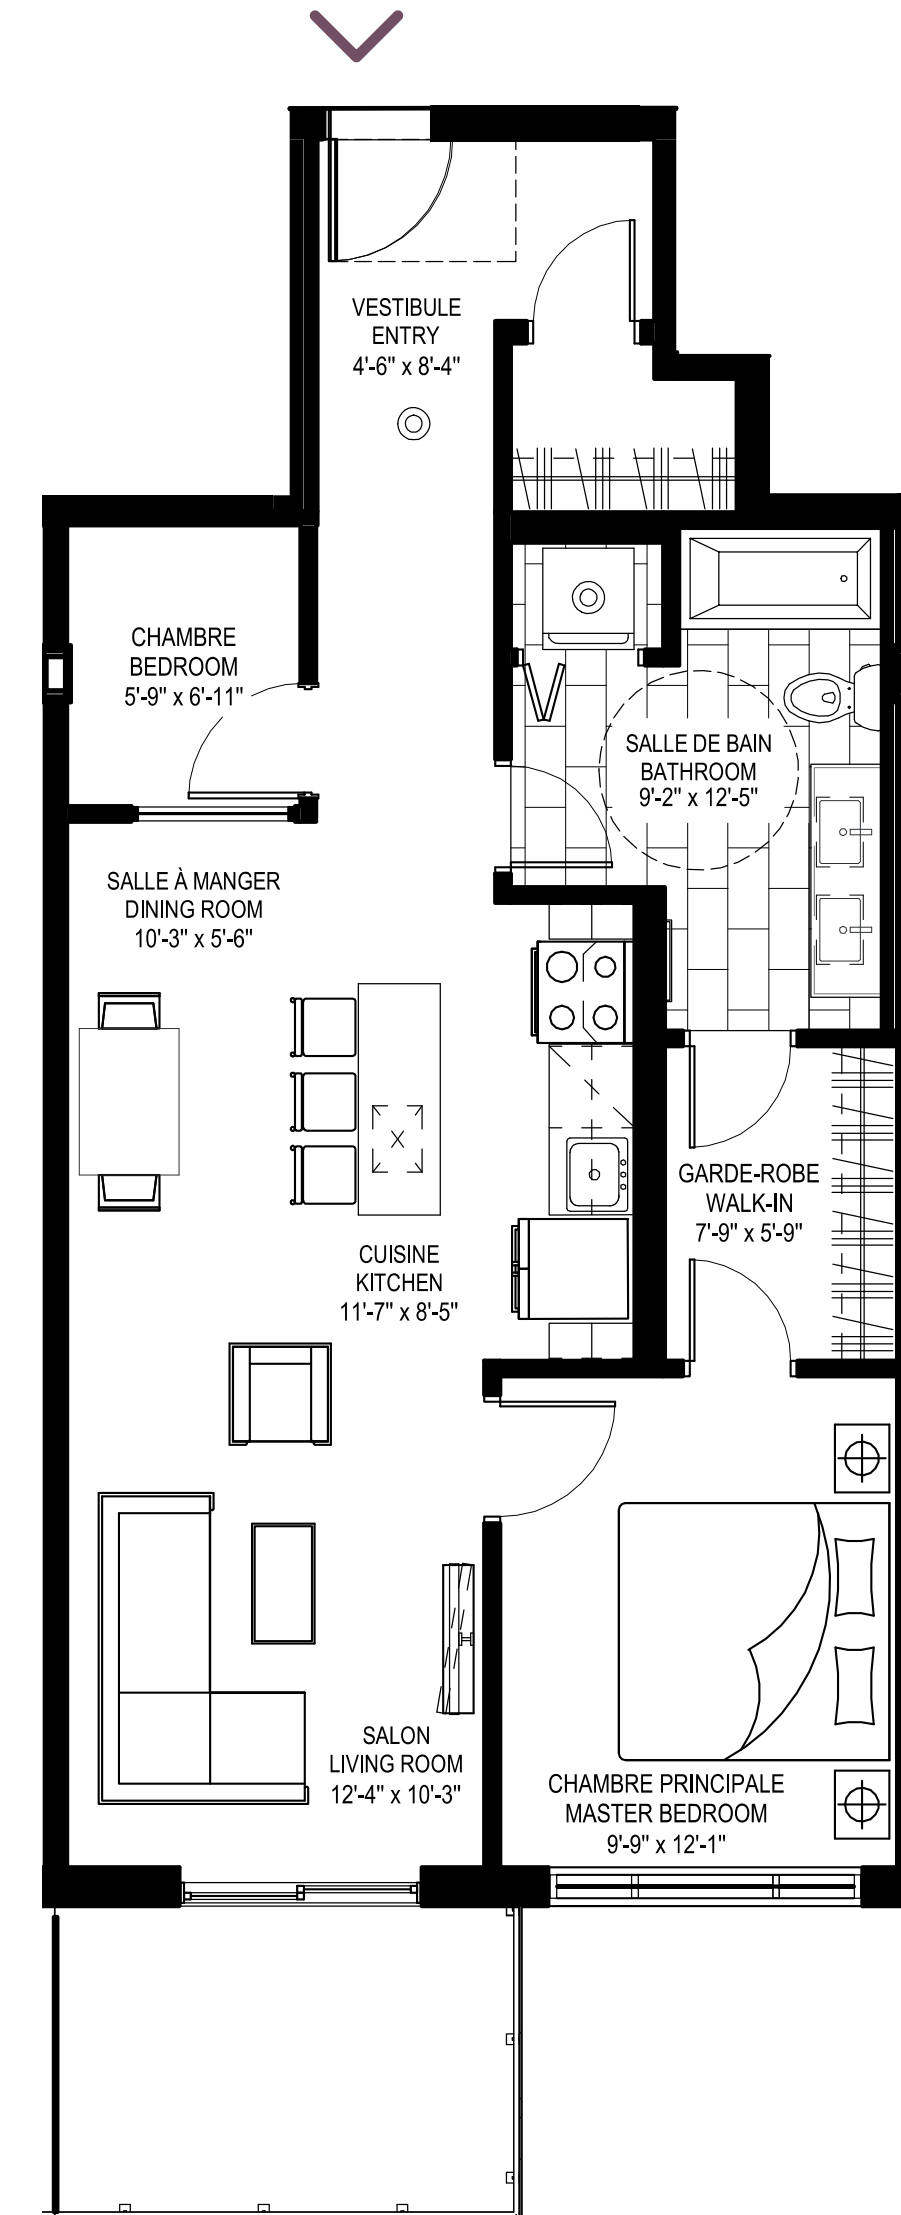 VESTIBULE
ENTRY
4'-6" x 8'-4"
CHAMBRE
BEDROOM
5'-9" x 6'-11"
SALLE DE BAIN
BATHROOM
9'-2" x 12'-5"
SALLE À MANGER
DINING ROOM
10'-3" x 5'-6"
GARDE-ROBE
WALK-IN
7'-9" x 5'-9"
CUISINE
KITCHEN
11'-7" x 8'-5"
SALON
LIVING ROOM
12'-4" x 10'-3"
CHAMBRE PRINCIPALE
MASTER BEDROOM
9'-9" x 12'-1"